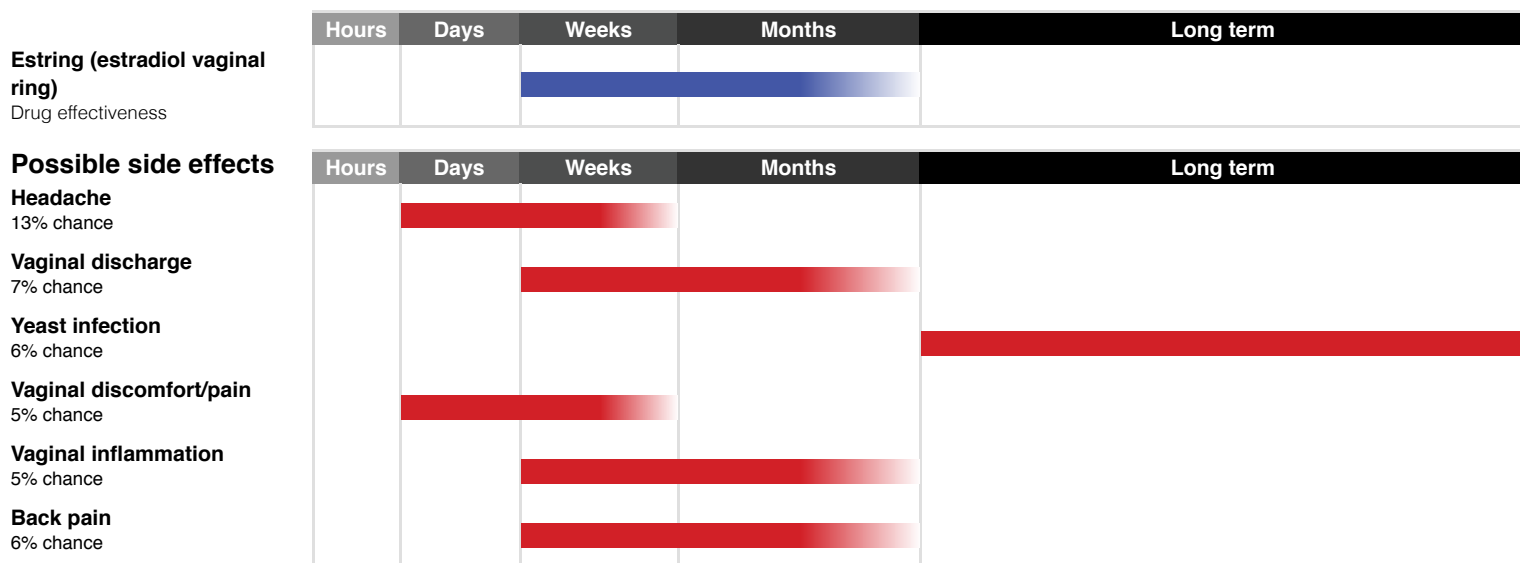 Hours Days Weeks Months Long term
Estring (estradiol vaginal
ring)
Drug effectiveness
Possible side effects
Hours Days Weeks Months Long term
Headache
13% chance
Vaginal discharge
7% chance
Yeast infection
6% chance
Vaginal discomfort/pain
5% chance
Vaginal inflammation
5% chance
Back pain
6% chance